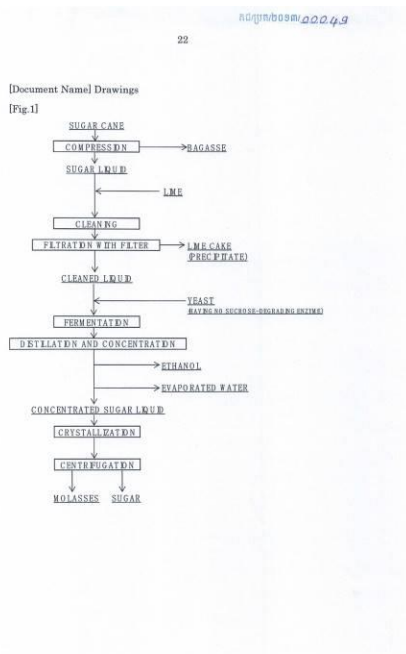 22
[Document Name] Drawings
[Fig.1]
SUGAR CANE
COMPRESSION
BAGASSE
SUGAR LIQUID
LIME
CLEANING
FILTRATION WITH FILTER
LIME CAKE
(PRECIPITATE)
CLEANED LIQUID
YEAST
(HAVING NO SUCROSE-DEGRADING ENZYME)
FERMENTATION
DISTILLATION AND CONCENTRATION
ETHANOL
EVAPORATED WATER
CONCENTRATED SUGAR LIQUID
CRYSTALLIZATION
CENTRIFUGATION
MOLASSES SUGAR